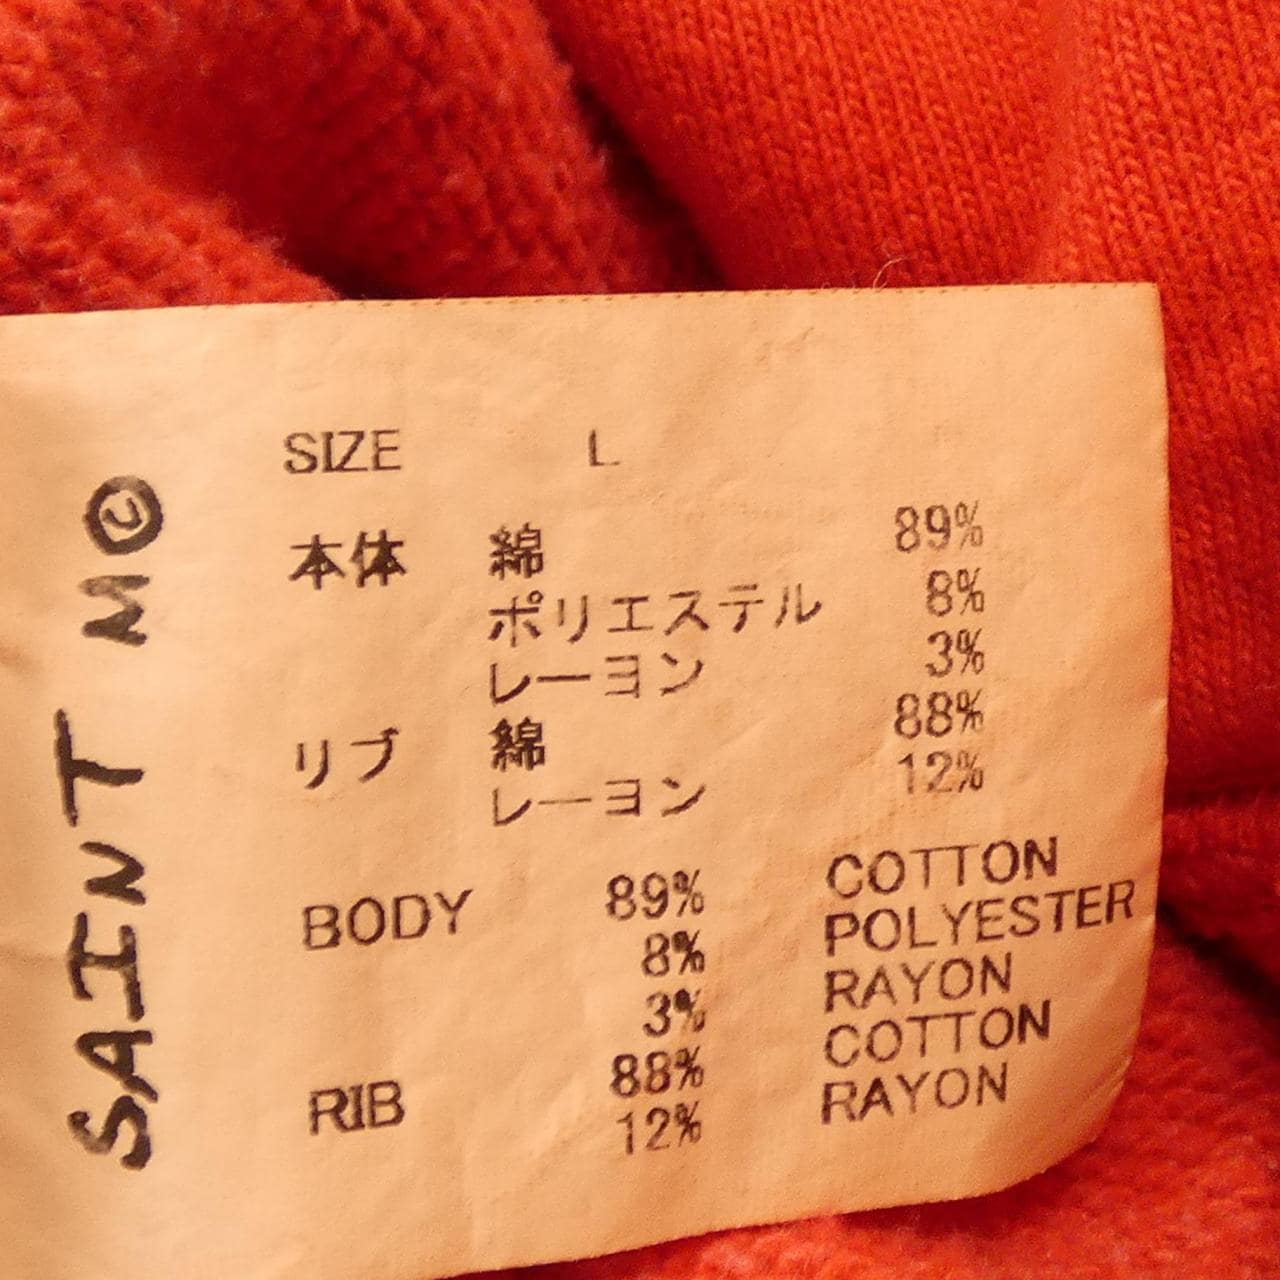 SAINT M©
SIZE L
本体 綿 89%
ポリエステル 8%
レーヨン 3%
リブ 綿 88%
レーヨン 12%
BODY 89% COTTON
8% POLYESTER
3% RAYON
RIB 88% COTTON
12% RAYON